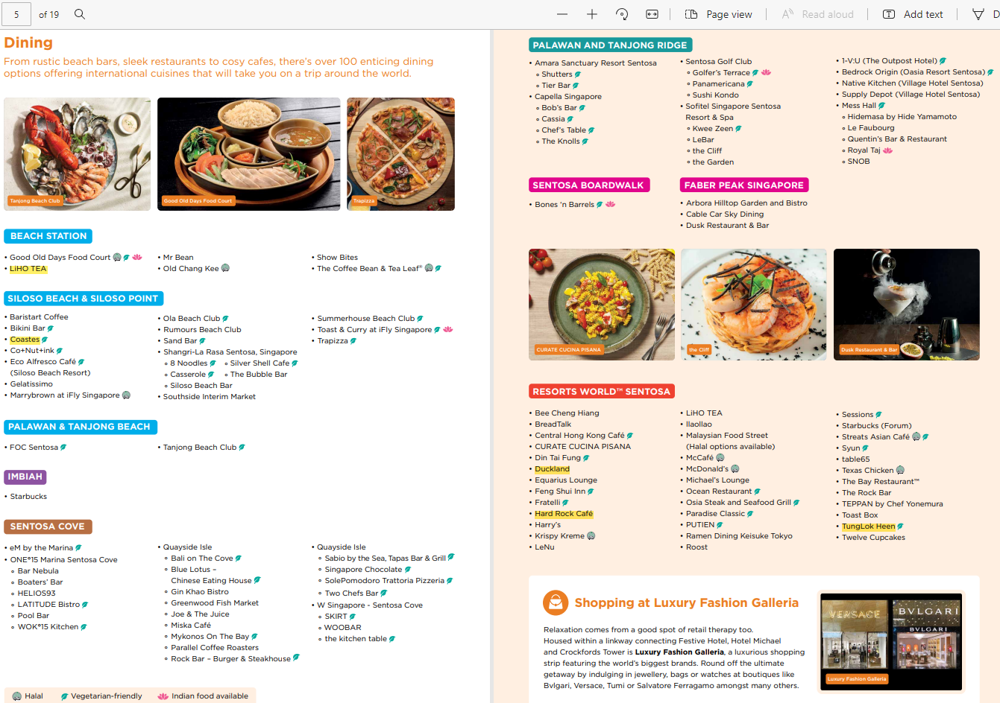 5 of 19 Page view Read aloud Add text D
Dining
From rustic beach bars, sleek restaurants to cosy cafes, there's over 100 enticing dining
options offering international cuisines that will take you on a trip around the world.
Tanjong Beach Club
Good Old Days Food Court
Trapizza
BEACH STATION
• Good Old Days Food Court
• LiHO TEA
• Mr Bean
• Old Chang Kee
• Show Bites
• The Coffee Bean & Tea Leaf®
SILOSO BEACH & SILOSO POINT
• Baristart Coffee
• Bikini Bar
• Coastes
• Co+Nut+ink
• Eco Alfresco Café
(Siloso Beach Resort)
• Gelatissimo
• Marrybrown at iFly Singapore
• Ola Beach Club
• Rumours Beach Club
• Sand Bar
• Shangri-La Rasa Sentosa, Singapore
8 Noodles Silver Shell Cafe
Casserole The Bubble Bar
Siloso Beach Bar
• Southside Interim Market
• Summerhouse Beach Club
• Toast & Curry at iFly Singapore
• Trapizza
PALAWAN & TANJONG BEACH
• FOC Sentosa
• Tanjong Beach Club
IMBIAH
• Starbucks
SENTOSA COVE
• eM by the Marina
• ONE°15 Marina Sentosa Cove
Bar Nebula
Boaters' Bar
HELIOS93
LATITUDE Bistro
Pool Bar
WOK°15 Kitchen
• Quayside Isle
Bali on The Cove
Blue Lotus –
Chinese Eating House
Gin Khao Bistro
Greenwood Fish Market
Joe & The Juice
Miska Café
Mykonos On The Bay
Parallel Coffee Roasters
Rock Bar – Burger & Steakhouse
• Quayside Isle
Sabio by the Sea, Tapas Bar & Grill
Singapore Chocolate
SolePomodoro Trattoria Pizzeria
Two Chefs Bar
• W Singapore - Sentosa Cove
SKIRT
WOOBAR
the kitchen table
Halal Vegetarian-friendly Indian food available
PALAWAN AND TANJONG RIDGE
• Amara Sanctuary Resort Sentosa
Shutters
Tier Bar
• Capella Singapore
Bob's Bar
Cassia
Chef's Table
The Knolls
• Sentosa Golf Club
Golfer's Terrace
Panamericana
Sushi Kondo
• Sofitel Singapore Sentosa
Resort & Spa
Kwee Zeen
LeBar
the Cliff
the Garden
• 1-V:U (The Outpost Hotel)
• Bedrock Origin (Oasia Resort Sentosa)
• Native Kitchen (Village Hotel Sentosa)
• Supply Depot (Village Hotel Sentosa)
• Mess Hall
Hidemasa by Hide Yamamoto
Le Faubourg
Quentin's Bar & Restaurant
Royal Taj
SNOB
SENTOSA BOARDWALK
• Bones 'n Barrels
FABER PEAK SINGAPORE
• Arbora Hilltop Garden and Bistro
• Cable Car Sky Dining
• Dusk Restaurant & Bar
CURATE CUCINA PISANA
the Cliff
Dusk Restaurant & Bar
RESORTS WORLD™ SENTOSA
• Bee Cheng Hiang
• BreadTalk
• Central Hong Kong Café
• CURATE CUCINA PISANA
• Din Tai Fung
• Duckland
• Equarius Lounge
• Feng Shui Inn
• Fratelli
• Hard Rock Café
• Harry's
• Krispy Kreme
• LeNu
• LiHO TEA
• llaollao
• Malaysian Food Street
(Halal options available)
• McCafé
• McDonald's
• Michael's Lounge
• Ocean Restaurant
• Osia Steak and Seafood Grill
• Paradise Classic
• PUTIEN
• Ramen Dining Keisuke Tokyo
• Roost
• Sessions
• Starbucks (Forum)
• Streats Asian Café
• Syun
• table65
• Texas Chicken
• The Bay Restaurant™
• The Rock Bar
• TEPPAN by Chef Yonemura
• Toast Box
• TungLok Heen
• Twelve Cupcakes
Shopping at Luxury Fashion Galleria
Relaxation comes from a good spot of retail therapy too.
Housed within a linkway connecting Festive Hotel, Hotel Michael
and Crockfords Tower is Luxury Fashion Galleria, a luxurious shopping
strip featuring the world's biggest brands. Round off the ultimate
getaway by indulging in jewellery, bags or watches at boutiques like
Bvlgari, Versace, Tumi or Salvatore Ferragamo amongst many others.
VERSACE
BVLGARI
BVLGARI
Luxury Fashion Galleria